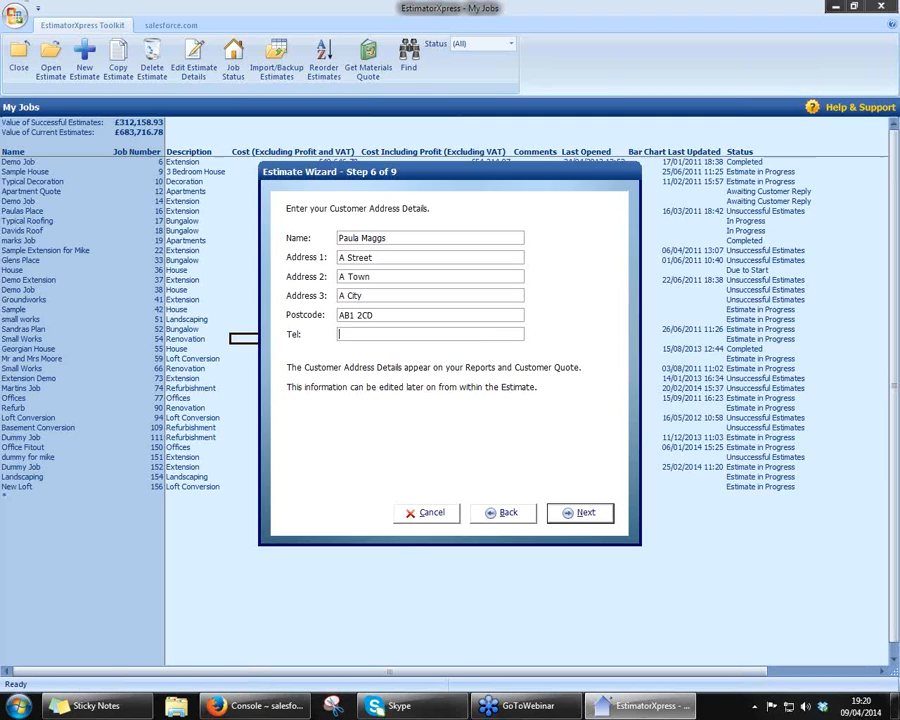 EstimatorXpress - My Jobs
EstimatorXpress Toolkit salesforce.com
Close Open Estimate New Estimate Copy Estimate Delete Estimate Edit Estimate Details Job Status Import/Backup Estimates Reorder Estimates Get Materials Quote Find Status (All)
My Jobs Help & Support
Value of Successful Estimates: £312,158.93
Value of Current Estimates: £683,716.78
Name Job Number Description Cost (Excluding Profit and VAT) Cost Including Profit (Excluding VAT) Comments Last Opened Bar Chart Last Updated Status
Demo Job 6 Extension 17/01/2011 18:38 Completed
Sample House 9 3 Bedroom House 25/06/2011 11:25 Estimate in Progress
Typical Decoration 10 Decoration 11/02/2011 15:57 Estimate in Progress
Apartment Quote 12 Extension Awaiting Customer Reply
Demo Job 14 Extension Awaiting Customer Reply
Paulas Place 16 Extension 16/03/2011 18:42 Unsuccessful Estimates
Typical Roofing 17 Bungalow In Progress
Davids Roof 18 Bungalow In Progress
marks Job 19 Apartments Completed
Sample Extension for Mike 22 Extension 06/04/2011 13:07 Unsuccessful Estimates
Glens Place 33 Bungalow 01/06/2011 10:40 Unsuccessful Estimates
House 36 House Due to Start
Demo Extension 37 Extension 22/06/2011 18:38 Unsuccessful Estimates
Demo Job 38 House Unsuccessful Estimates
Groundworks 41 Extension Unsuccessful Estimates
Sample 42 House Estimate in Progress
small works 51 Landscaping Unsuccessful Estimates
Sandras Plan 52 Bungalow 26/06/2011 11:26 Estimate in Progress
Small Works 54 Renovation Unsuccessful Estimates
Georgian House 55 House 15/08/2013 12:44 Completed
Mr and Mrs Moore 59 Loft Conversion Estimate in Progress
Small Works 66 Renovation 03/08/2011 11:02 Estimate in Progress
Extension Demo 73 Extension 14/01/2013 16:34 Unsuccessful Estimates
Martins Job 74 Refurbishment 20/02/2014 15:37 Unsuccessful Estimates
Offices 77 Offices 15/09/2011 16:23 Estimate in Progress
Refurb 90 Renovation Estimate in Progress
Loft Conversion 94 Loft Conversion 16/05/2012 10:58 Unsuccessful Estimates
Basement Conversion 109 Refurbishment Unsuccessful Estimates
Dummy Job 111 Refurbishment 11/12/2013 11:03 Estimate in Progress
Office Fitout 150 Offices 06/01/2014 15:25 Estimate in Progress
dummy for mike 151 Extension Unsuccessful Estimates
Dummy Job 152 Extension 25/02/2014 11:20 Estimate in Progress
Landscaping 154 Landscaping Estimate in Progress
New Loft 156 Loft Conversion Estimate in Progress
*
Estimate Wizard - Step 6 of 9
Enter your Customer Address Details.
Name: Paula Maggs
Address 1: A Street
Address 2: A Town
Address 3: A City
Postcode: AB1 2CD
Tel:
The Customer Address Details appear on your Reports and Customer Quote.
This information can be edited later on from within the Estimate.
Cancel Back Next
Ready
Sticky Notes Console ~ salesfo... Skype GoToWebinar EstimatorXpress - ... 19:20
09/04/2014